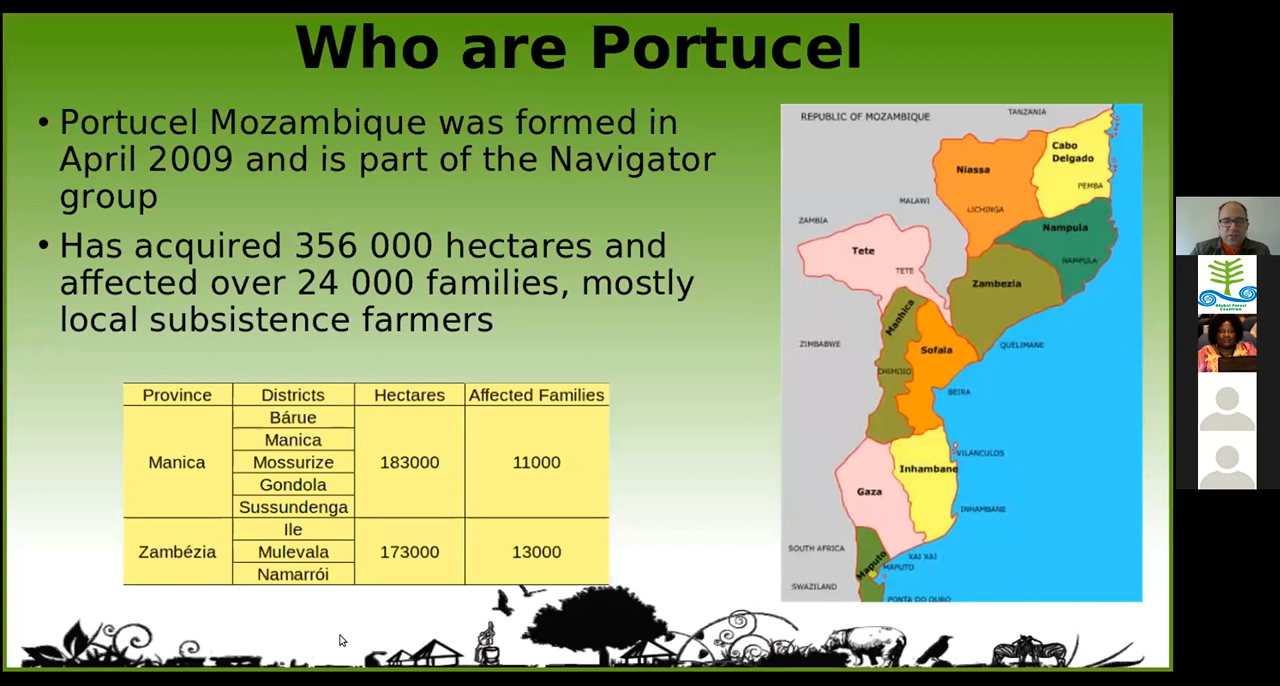 Who are Portucel
• Portucel Mozambique was formed in
April 2009 and is part of the Navigator
group
• Has acquired 356 000 hectares and
affected over 24 000 families, mostly
local subsistence farmers
Province Districts Hectares Affected Families
Manica 183000 11000
Bárue
Manica
Mossurize
Gondola
Sussundenga
Zambézia 173000 13000
Ile
Mulevala
Namarrói
REPUBLIC OF MOZAMBIQUE
TANZANIA
Cabo
Delgado
Niassa
PEMBA
MALAWI
LICHINGA
ZAMBIA
Nampula
Tete
NAMPULA
TETE
Zambezia
Manhica
ZIMBABWE
Sofala
QUELIMANE
CHIMOIO
BEIRA
VILANCULOS
Inhambane
Gaza
INHAMBANE
SOUTH AFRICA
XAI XAI
Maputo
MAPUTO
SWAZILAND
PONTA DO OURO
Global Forest
Coalition